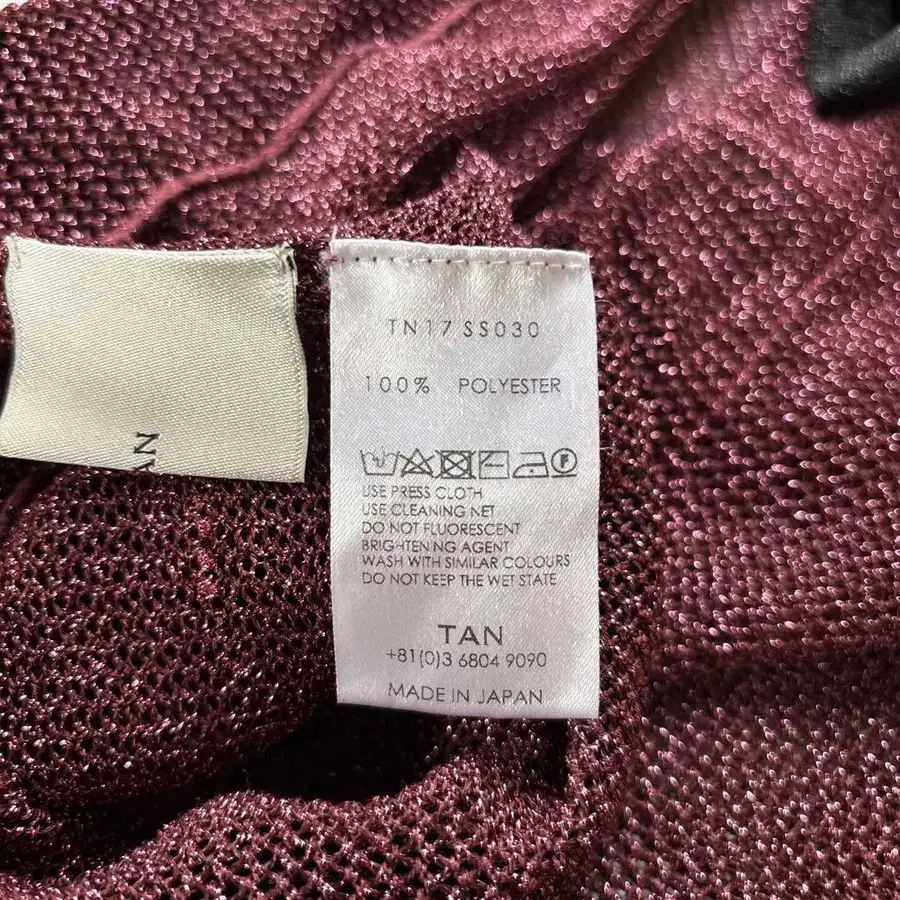 TN17 SS030
100% POLYESTER
USE PRESS CLOTH
USE CLEANING NET
DO NOT FLUORESCENT
BRIGHTENING AGENT
WASH WITH SIMILAR COLOURS
DO NOT KEEP THE WET STATE
TAN
+81(0)3 6804 9090
MADE IN JAPAN